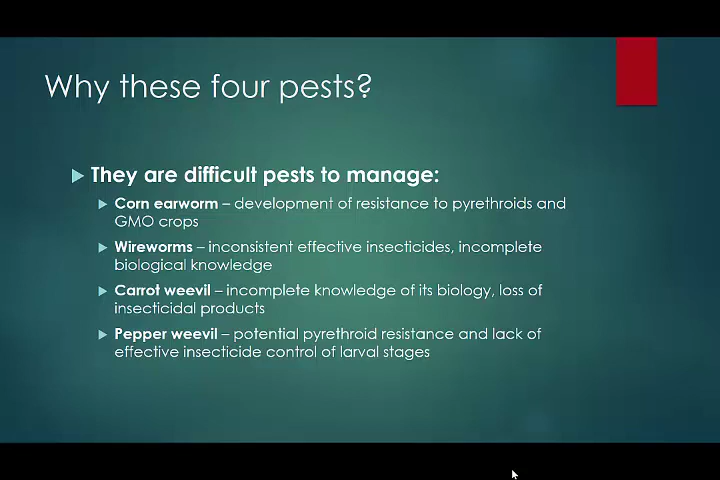 Why these four pests?
They are difficult pests to manage:
Corn earworm – development of resistance to pyrethroids and
GMO crops
Wireworms – inconsistent effective insecticides, incomplete
biological knowledge
Carrot weevil – incomplete knowledge of its biology, loss of
insecticidal products
Pepper weevil – potential pyrethroid resistance and lack of
effective insecticide control of larval stages